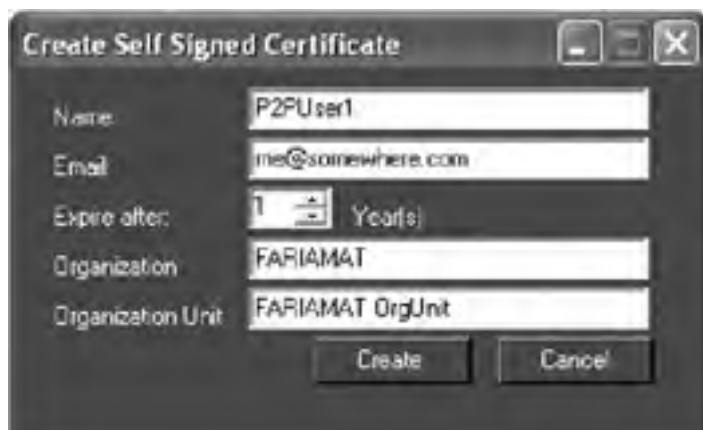 Create Self Signed Certificate
Name P2PUser1
Email me@somewhere.com
Expire after: 1 Year(s)
Organization FARIAMAT
Organization Unit FARIAMAT OrgUnit
Create Cancel